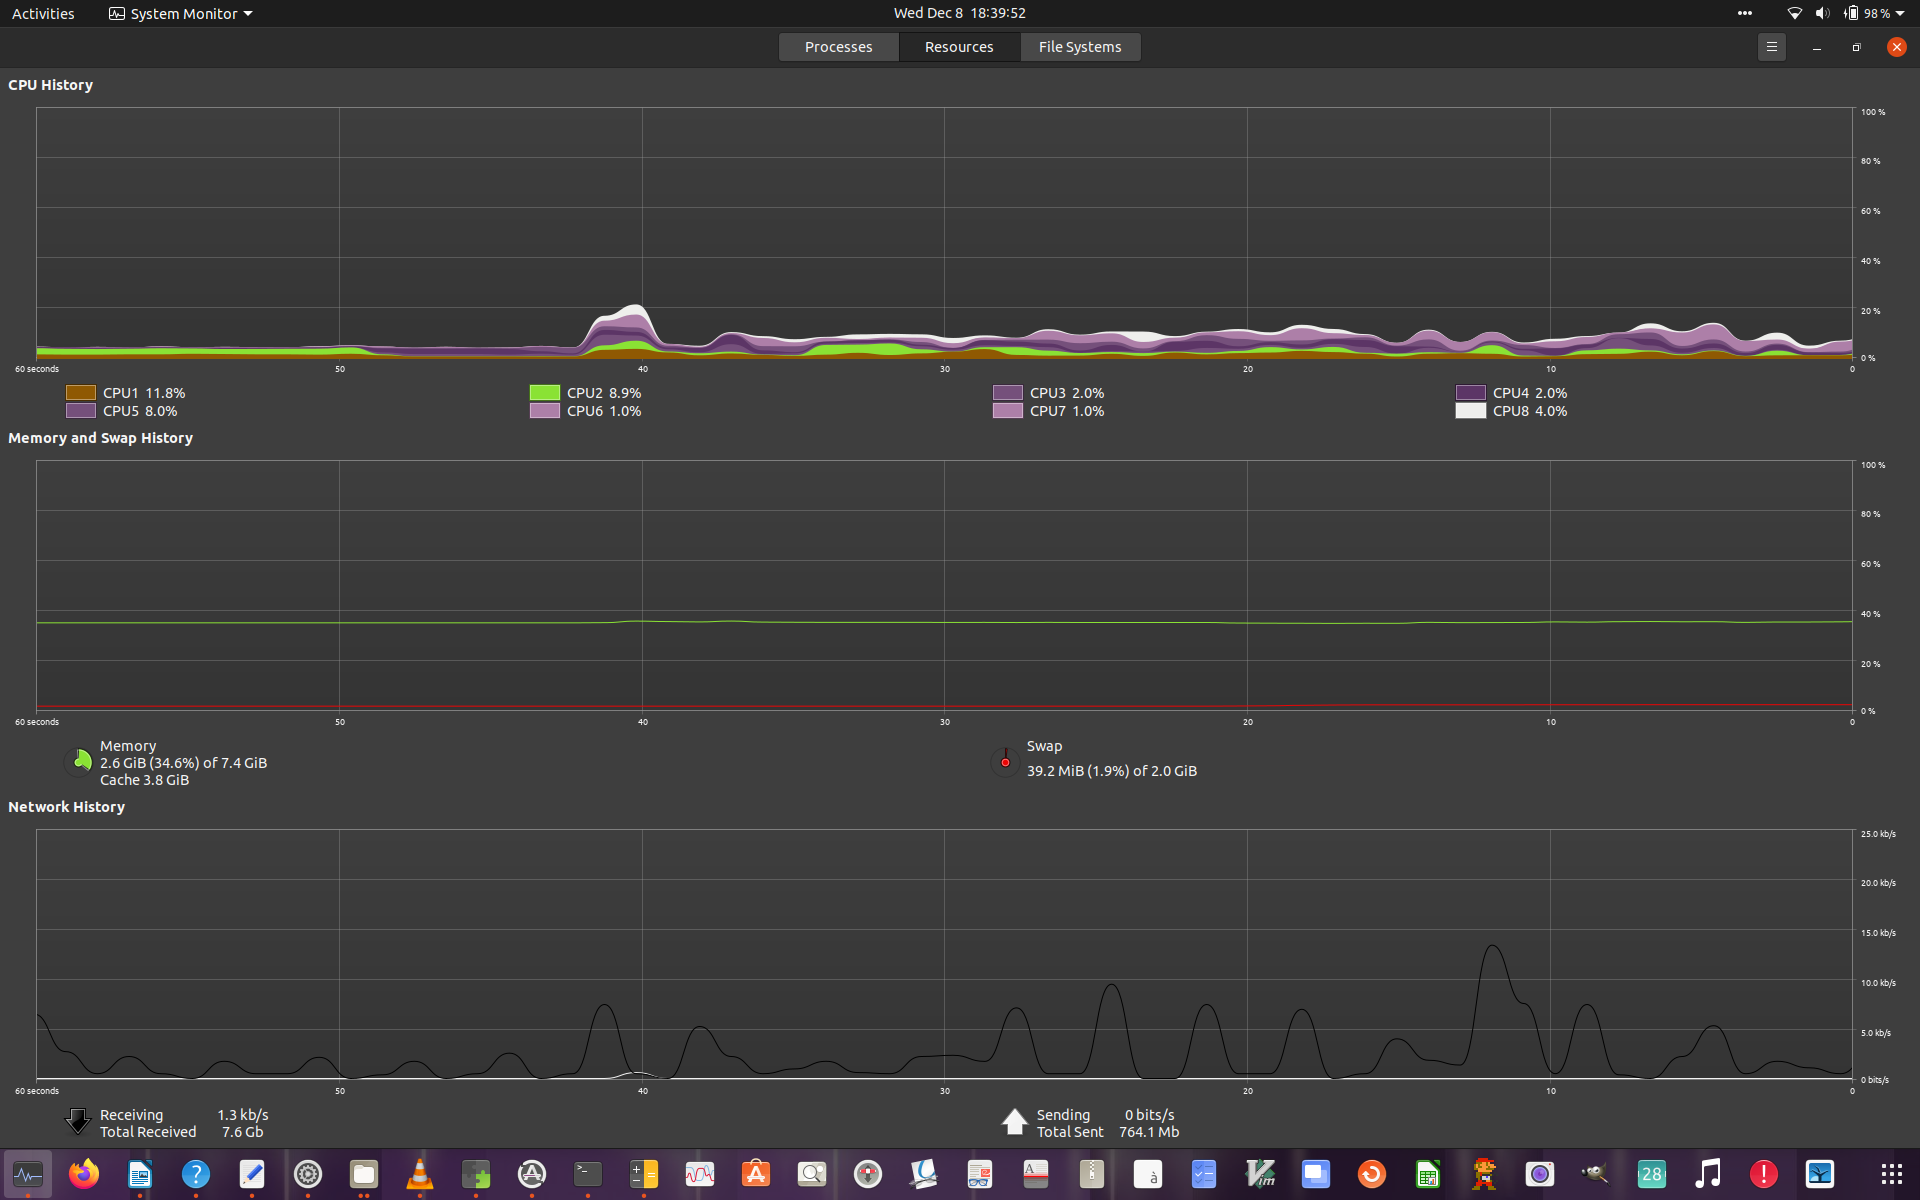 Activities System Monitor Wed Dec 8 18:39:52 98 %
Processes Resources File Systems
CPU History
100 %
80 %
60 %
40 %
20 %
0 %
60 seconds 50 40 30 20 10 0
CPU1 11.8% CPU2 8.9% CPU3 2.0% CPU4 2.0%
CPU5 8.0% CPU6 1.0% CPU7 1.0% CPU8 4.0%
Memory and Swap History
100 %
80 %
60 %
40 %
20 %
0 %
60 seconds 50 40 30 20 10 0
Memory
2.6 GiB (34.6%) of 7.4 GiB
Cache 3.8 GiB
Swap
39.2 MiB (1.9%) of 2.0 GiB
Network History
25.0 kb/s
20.0 kb/s
15.0 kb/s
10.0 kb/s
5.0 kb/s
0 bits/s
60 seconds 50 40 30 20 10 0
Receiving 1.3 kb/s
Total Received 7.6 Gb
Sending 0 bits/s
Total Sent 764.1 Mb
? >_ A à Vim 28 !